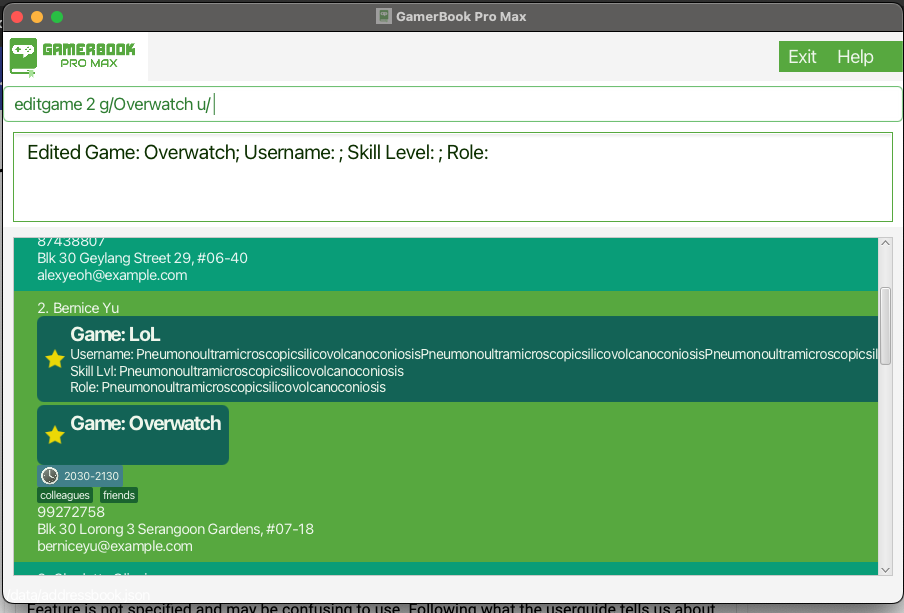 GamerBook Pro Max
GAMERBOOK
PRO MAX
Exit Help
editgame 2 g/Overwatch u/
Edited Game: Overwatch; Username: ; Skill Level: ; Role:
87438807
Blk 30 Geylang Street 29, #06-40
alexyeoh@example.com
2. Bernice Yu
Game: LoL
Username: PneumonoultramicroscopicsilicovolcanoconiosisPneumonoultramicroscopicsilicovolcanoconiosisPneumonoultramicroscopicsil
Skill Lvl: Pneumonoultramicroscopicsilicovolcanoconiosis
Role: Pneumonoultramicroscopicsilicovolcanoconiosis
Game: Overwatch
2030-2130
colleagues friends
99272758
Blk 30 Lorong 3 Serangoon Gardens, #07-18
berniceyu@example.com
data/addressbook.json
Feature is not specified and may be confusing to use. Following what the userguide tells us about